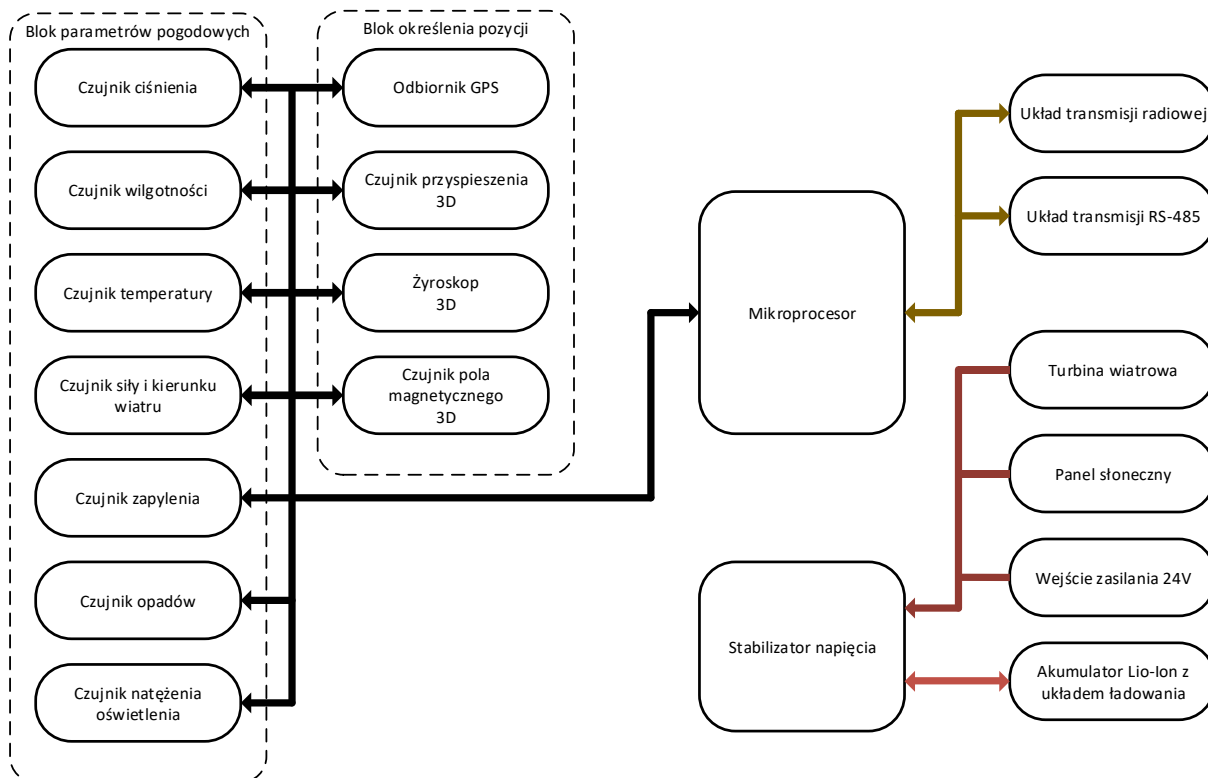 Blok parametrów pogodowych
Czujnik ciśnienia
Czujnik wilgotności
Czujnik temperatury
Czujnik siły i kierunku
wiatru
Czujnik zapylenia
Czujnik opadów
Czujnik natężenia
oświetlenia
Blok określenia pozycji
Odbiornik GPS
Czujnik przyspieszenia
3D
Żyroskop
3D
Czujnik pola
magnetycznego
3D
Mikroprocesor
Stabilizator napięcia
Układ transmisji radiowej
Układ transmisji RS-485
Turbina wiatrowa
Panel słoneczny
Wejście zasilania 24V
Akumulator Lio-Ion z
układem ładowania